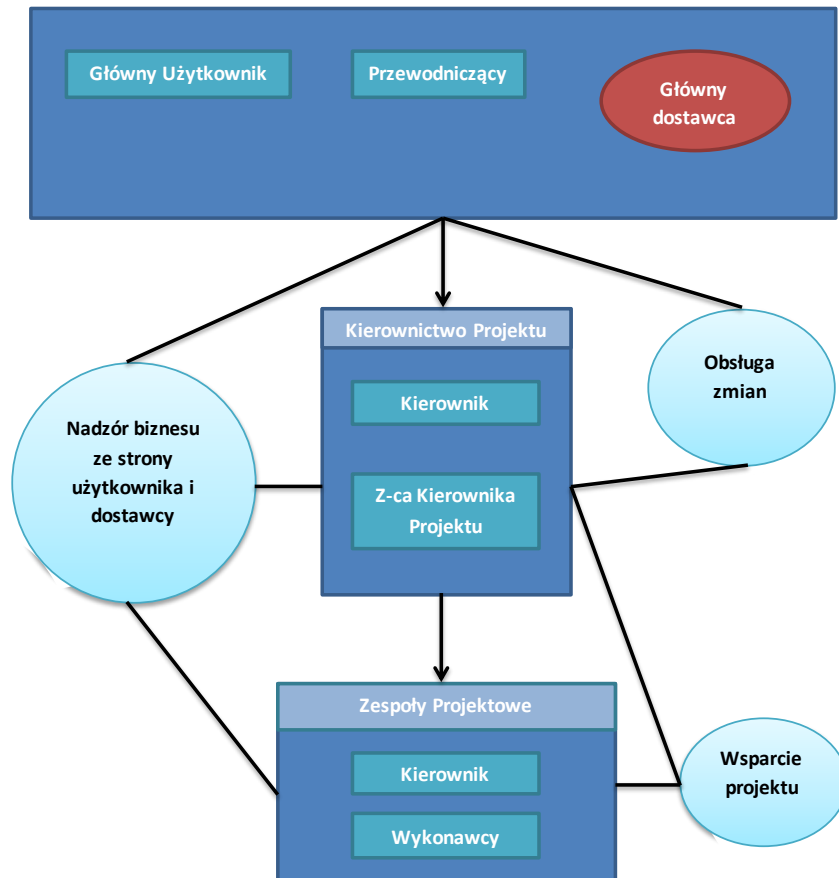 Główny Użytkownik
Przewodniczący
Główny
dostawca
Kierownictwo Projektu
Kierownik
Z-ca Kierownika
Projektu
Obsługa
zmian
Nadzór biznesu
ze strony
użytkownika i
dostawcy
Zespoły Projektowe
Kierownik
Wykonawcy
Wsparcie
projektu